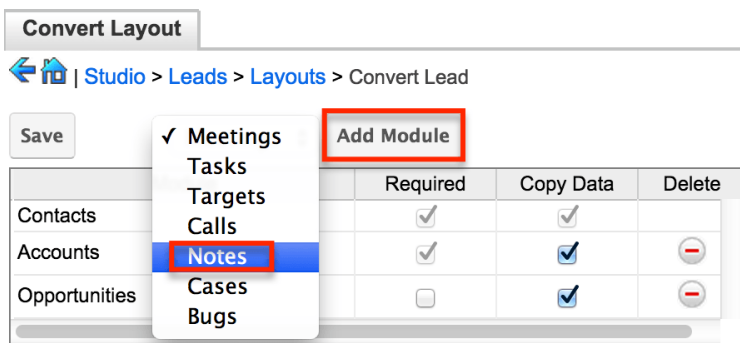 Convert Layout
| Studio > Leads > Layouts > Convert Lead
Save
✓ Meetings
Add Module
Tasks
Targets
Calls
Notes
Cases
Bugs
Required Copy Data Delete
Contacts
Accounts
Opportunities